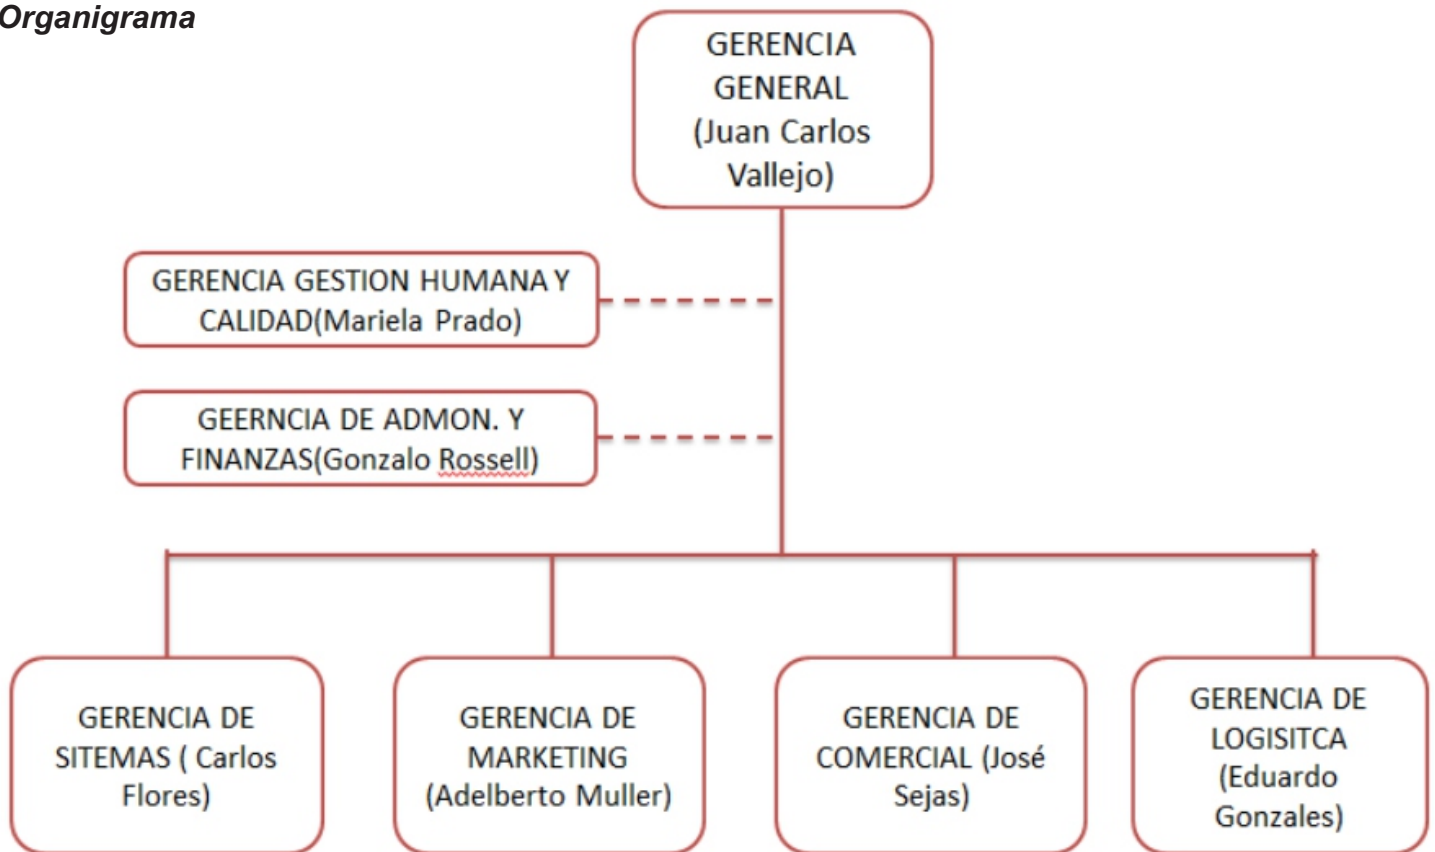 Organigrama
GERENCIA
GENERAL
(Juan Carlos
Vallejo)
GERENCIA GESTION HUMANA Y
CALIDAD(Mariela Prado)
GEERNCIA DE ADMON. Y
FINANZAS(Gonzalo Rossell)
GERENCIA DE
SITEMAS ( Carlos
Flores)
GERENCIA DE
MARKETING
(Adelberto Muller)
GERENCIA DE
COMERCIAL (José
Sejas)
GERENCIA DE
LOGISITCA
(Eduardo
Gonzales)